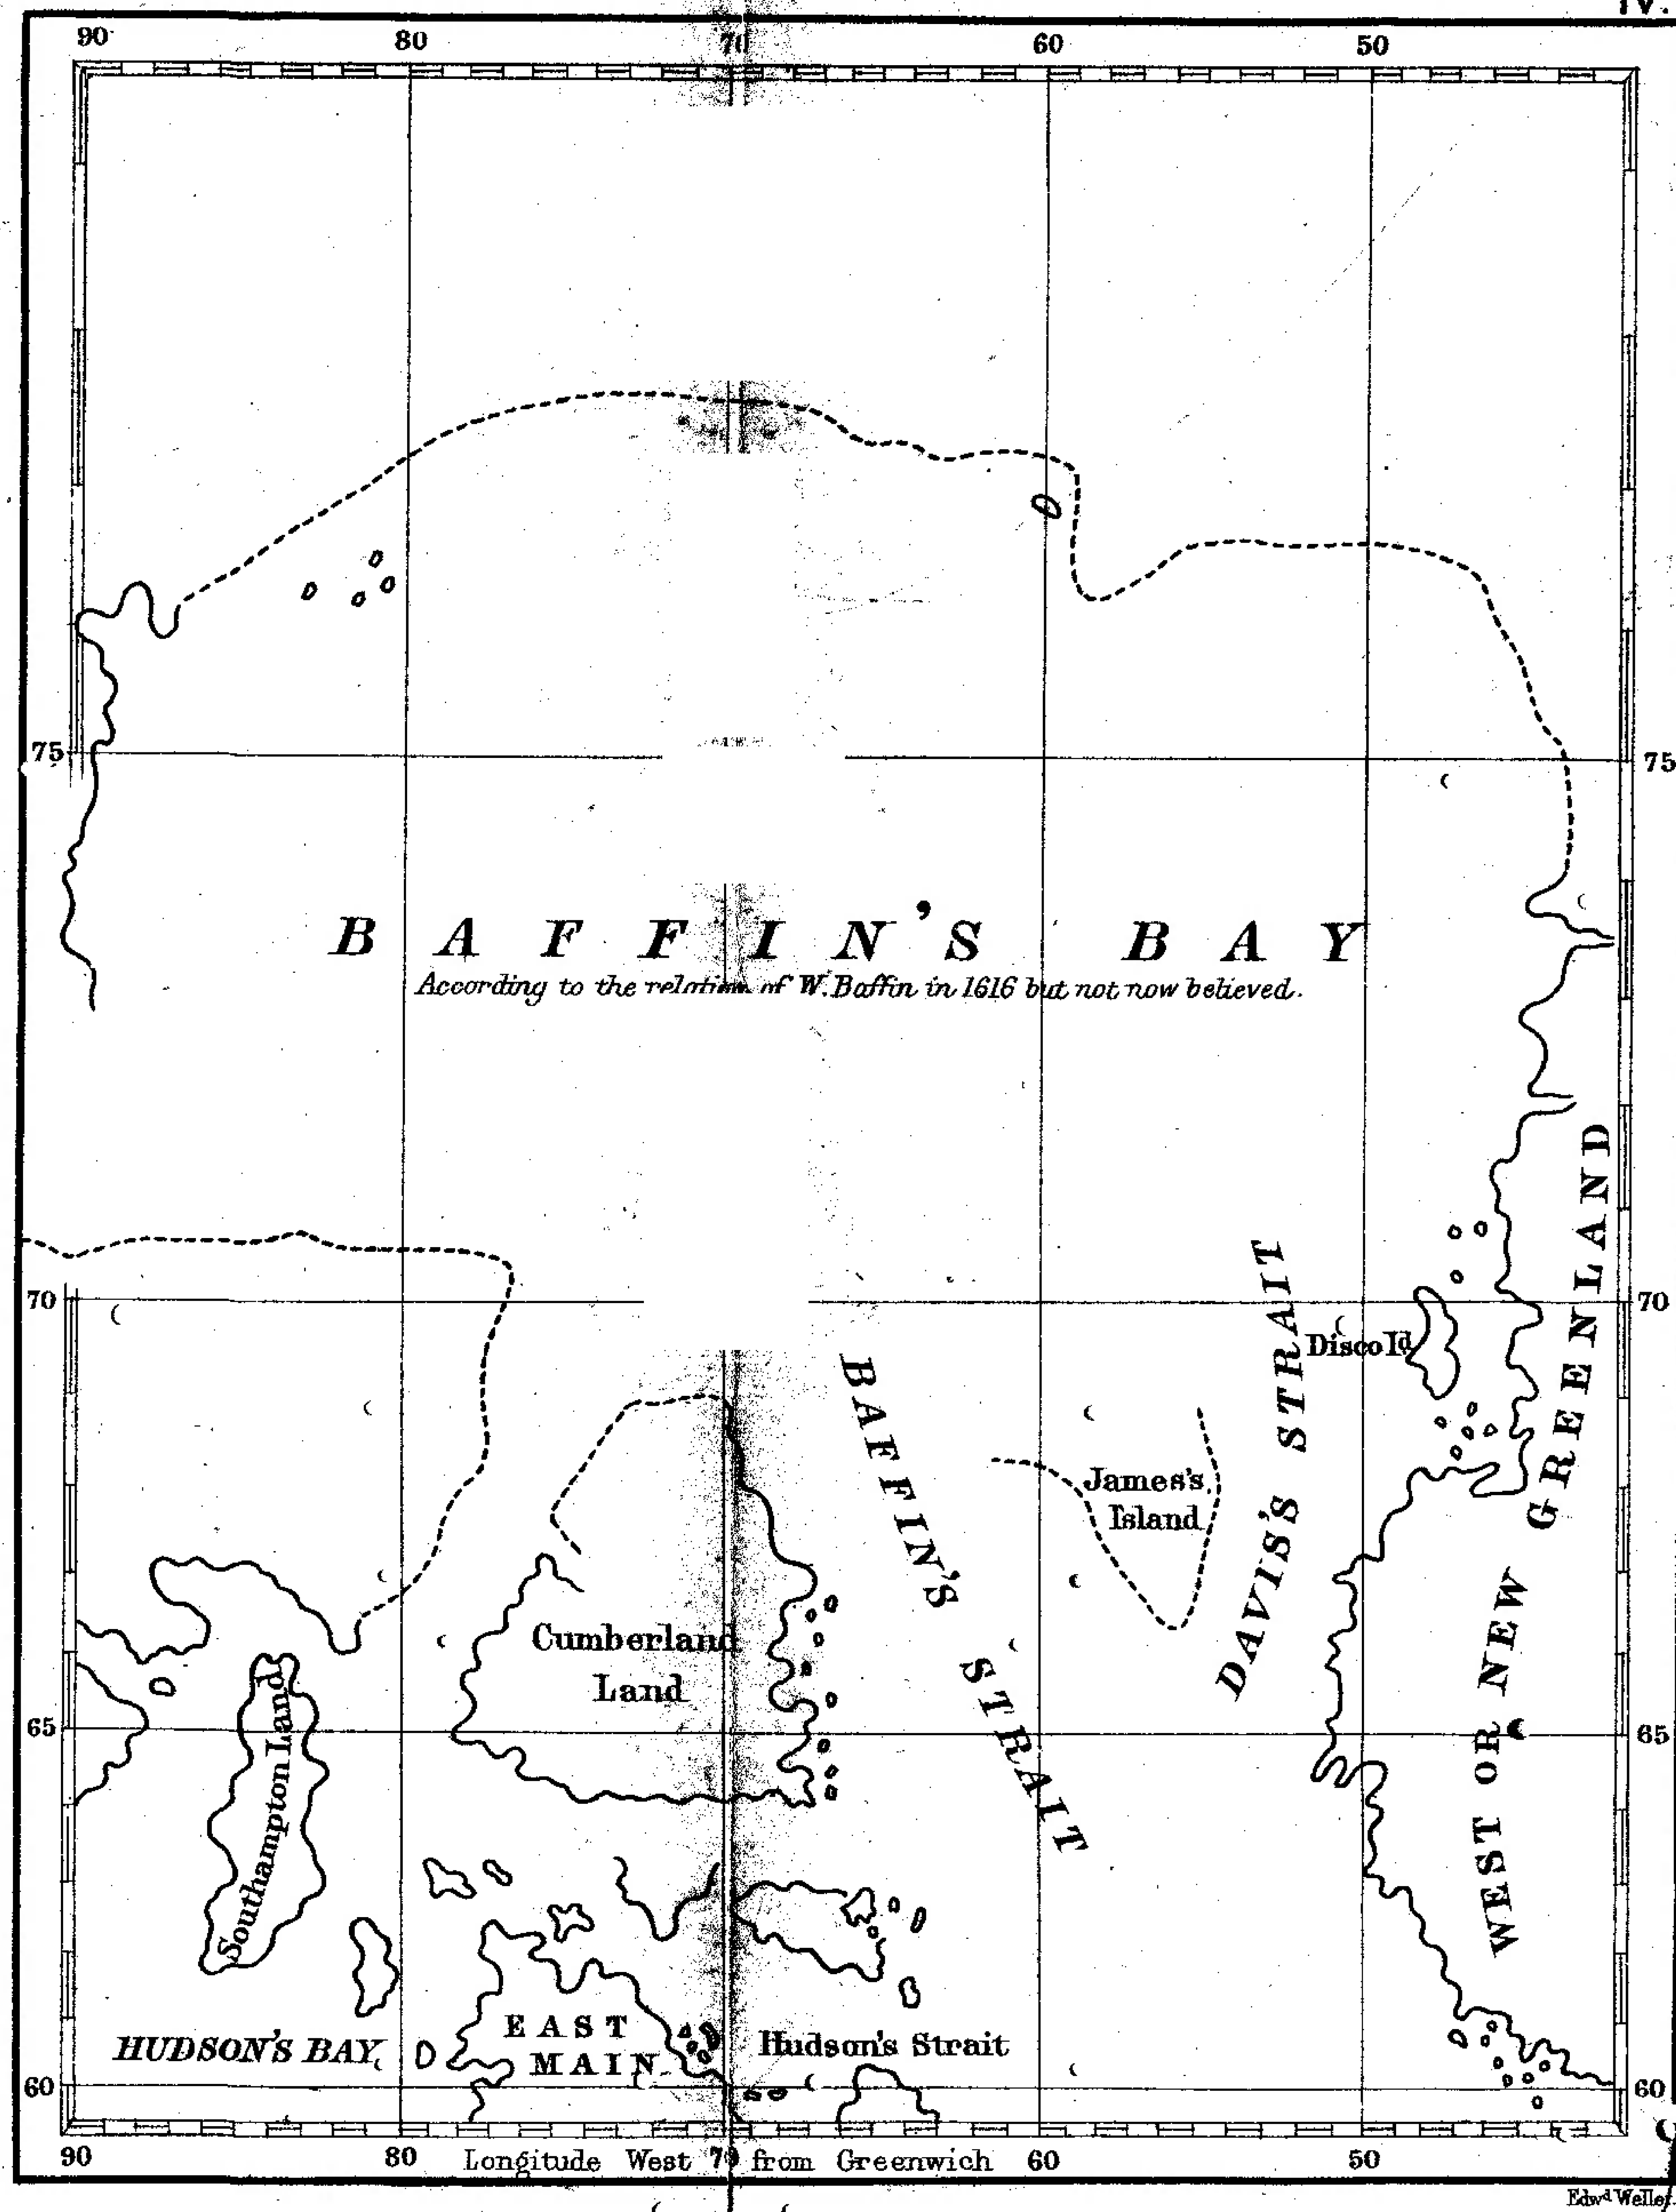 IV.
90 80 70 60 50
75 75
BAFFIN'S BAY
According to the relation of W. Baffin in 1616 but not now believed.
70 70
Disco Id.
BAFFIN'S STRAIT
James's
Island
DAVIS'S STRAIT
WEST OR NEW GREENLAND
Cumberland
Land
Southampton Land
65 65
EAST
MAIN
HUDSON'S BAY
Hudson's Strait
60 60
90 80 70 60 50
Longitude West from Greenwich
Edwd Weller